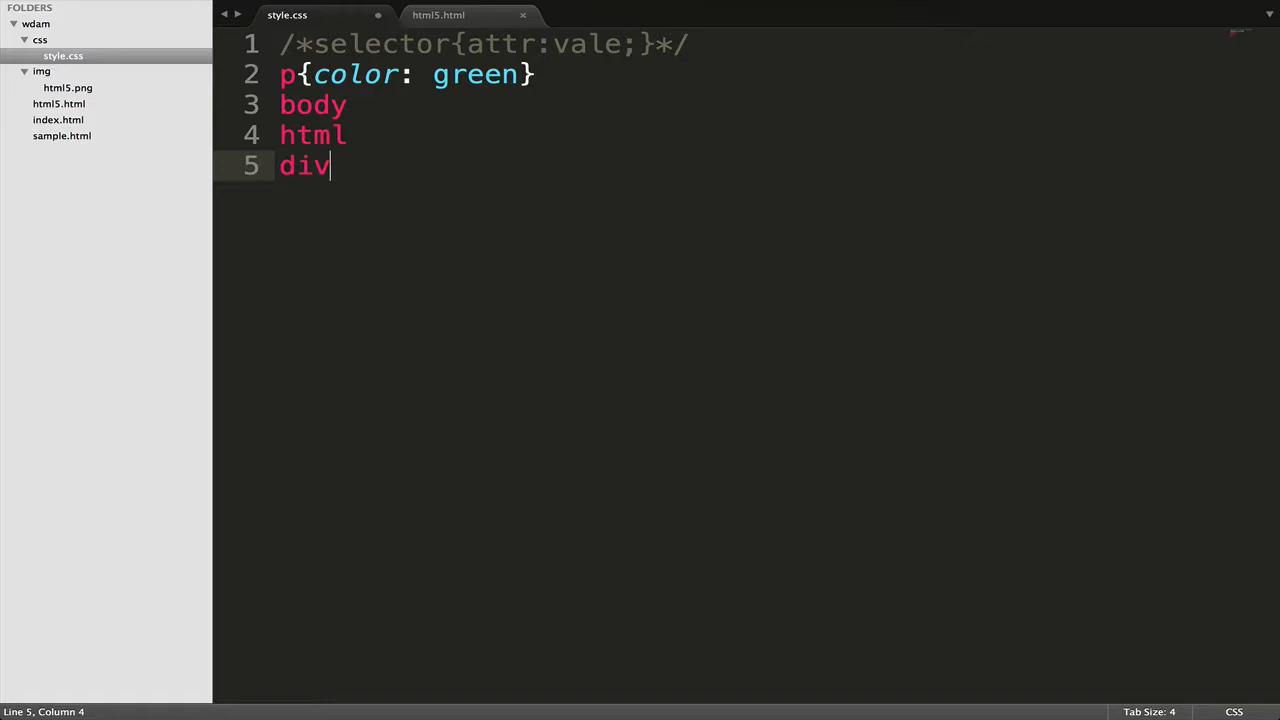 FOLDERS
wdam
css
style.css
img
html5.png
html5.html
index.html
sample.html
style.css
html5.html ×
1 /*selector{attr:vale;}*/
2 p{color: green}
3 body
4 html
5 div
Line 5, Column 4
Tab Size: 4
CSS